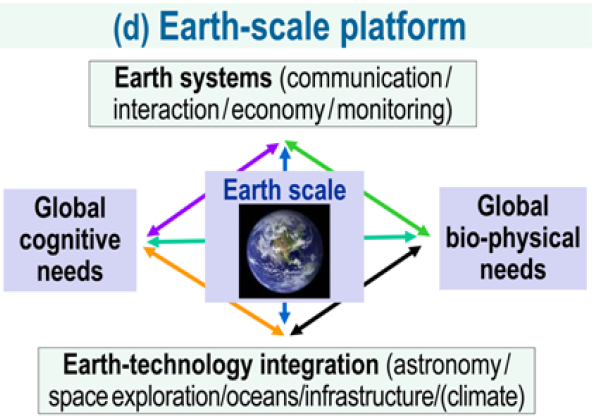 (d) Earth-scale platform
Earth systems (communication/
interaction/economy/monitoring)
Earth scale
Global
cognitive
needs
Global
bio-physical
needs
Earth-technology integration (astronomy/
space exploration/oceans/infrastructure/(climate)